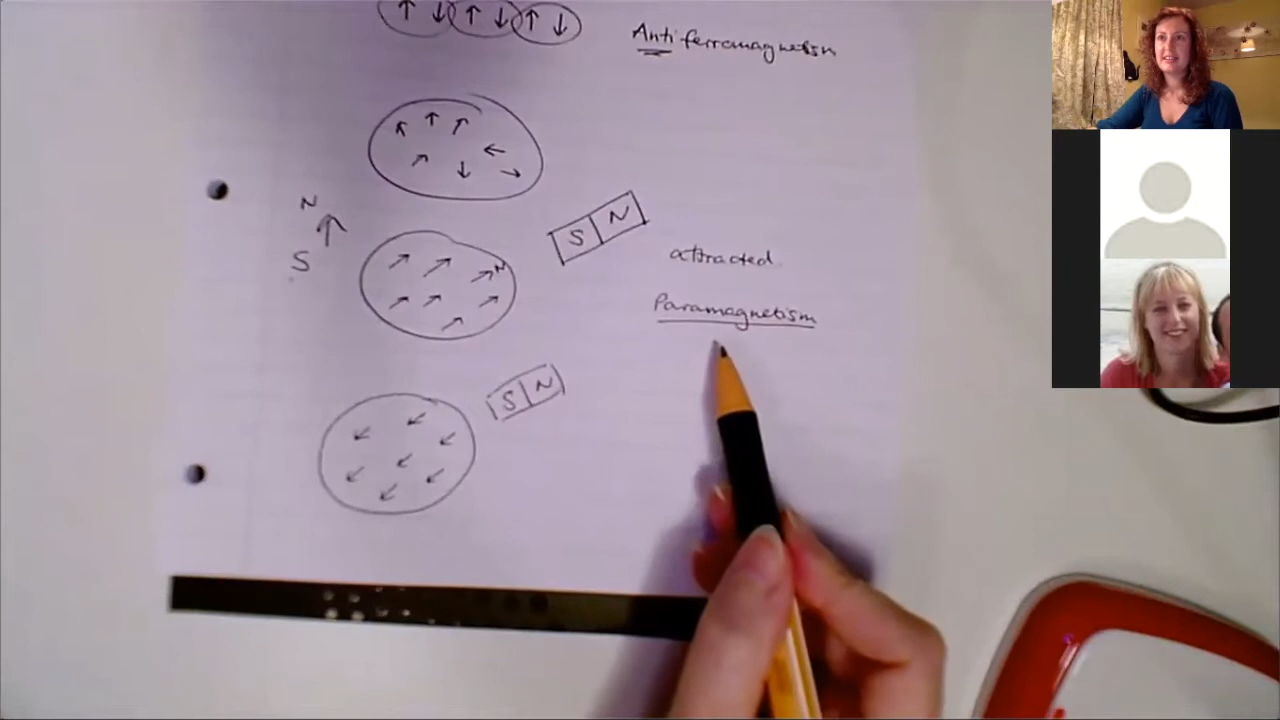 Antiferromagnetism
N
S
S N
N
attracted
Paramagnetism
S N